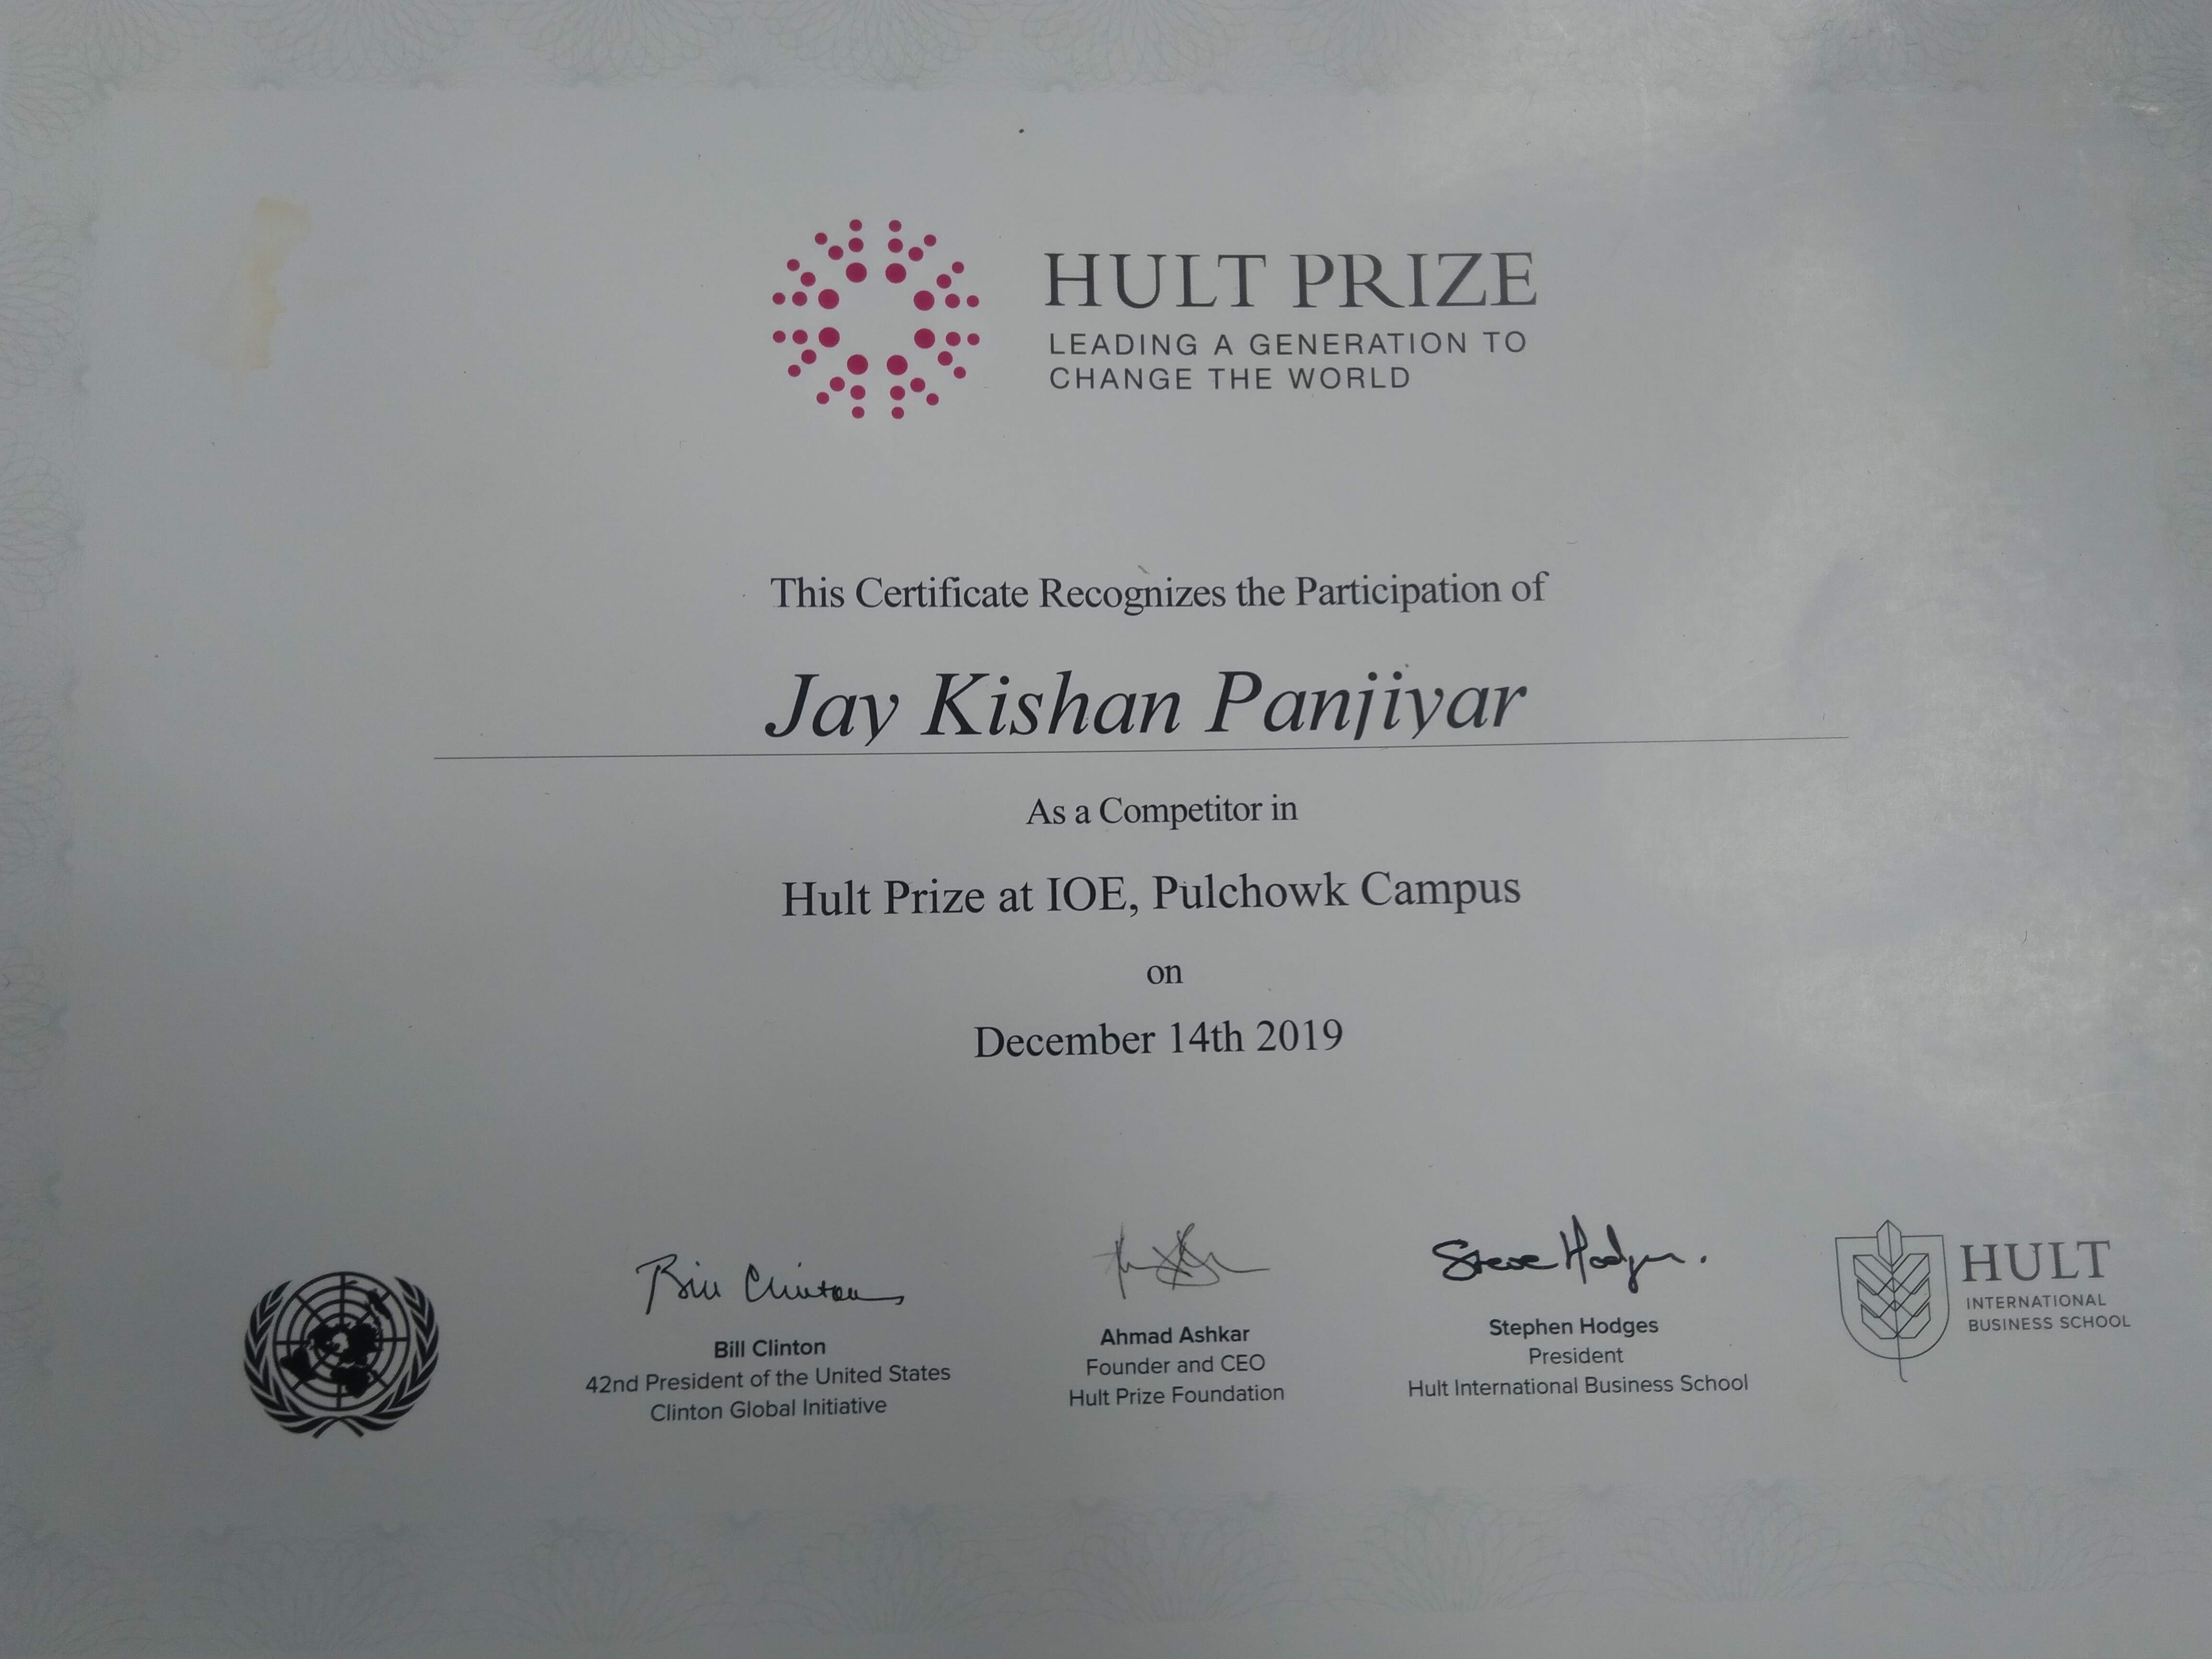 HULT PRIZE
LEADING A GENERATION TO
CHANGE THE WORLD
This Certificate Recognizes the Participation of
Jay Kishan Panjiyar
As a Competitor in
Hult Prize at IOE, Pulchowk Campus
on
December 14th 2019
Bill Clinton
Bill Clinton
42nd President of the United States
Clinton Global Initiative
Ahmad Ashkar
Founder and CEO
Hult Prize Foundation
Steve Hodges.
Stephen Hodges
President
Hult International Business School
HULT
INTERNATIONAL
BUSINESS SCHOOL